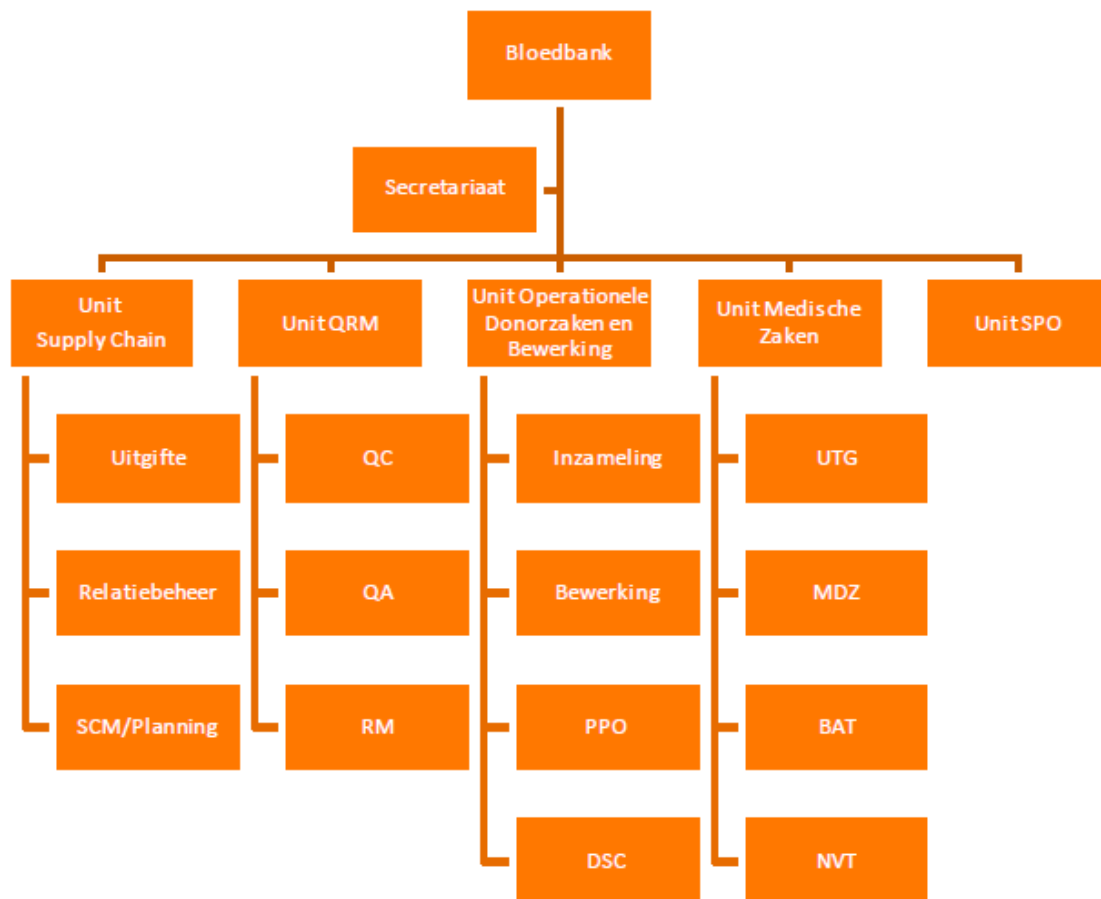 Bloedbank
Secretariaat
Unit
Supply Chain
Unit QRM
Unit Operationele
Donorzaken en
Bewerking
Unit Medische
Zaken
Unit SPO
Uitgifte
QC
Inzameling
UTG
Relatiebeheer
QA
Bewerking
MDZ
SCM/Planning
RM
PPO
BAT
DSC
NVT